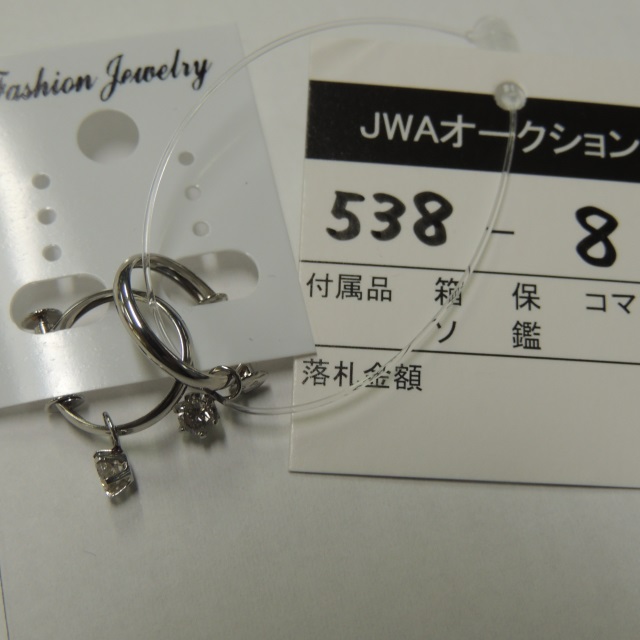 Fashion Jewelry
JWAオークション
538 - 8
付属品 箱 保 コマ
ソ 鑑
落札金額